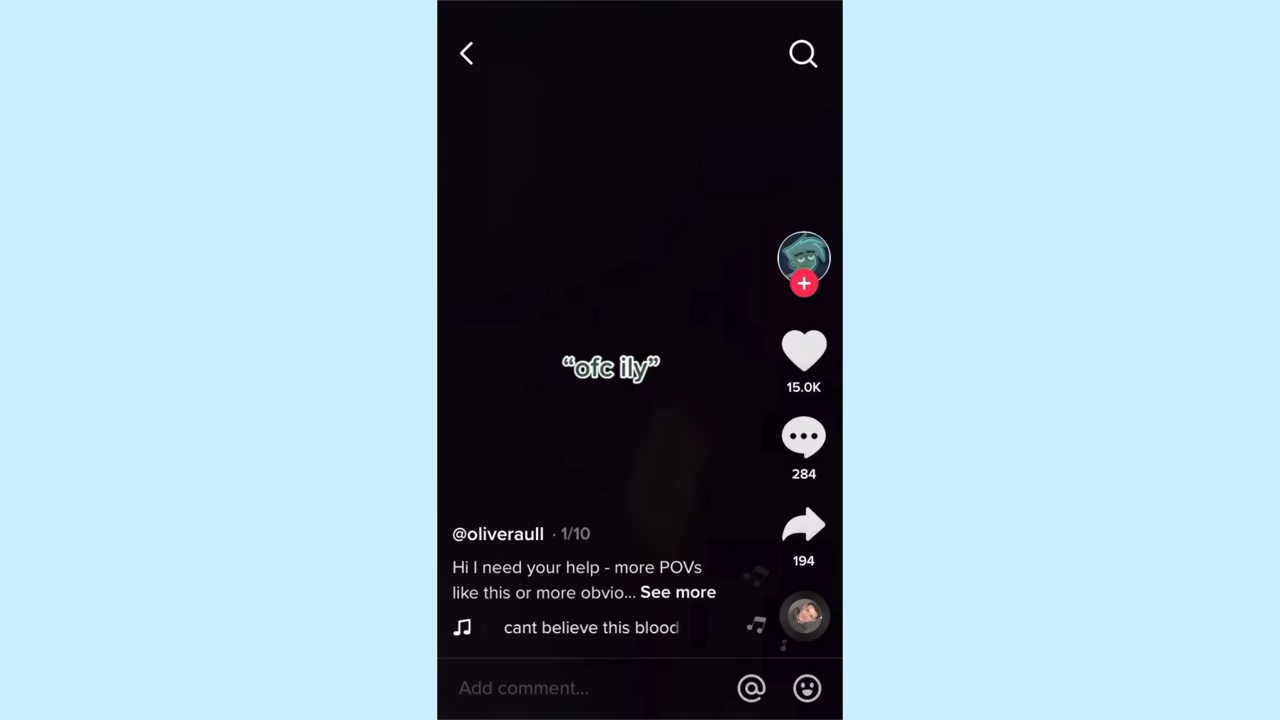 “ofc ily”
15.0K
284
194
@oliveraull · 1/10
Hi I need your help - more POVs
like this or more obvio... See more
cant believe this blood
Add comment...